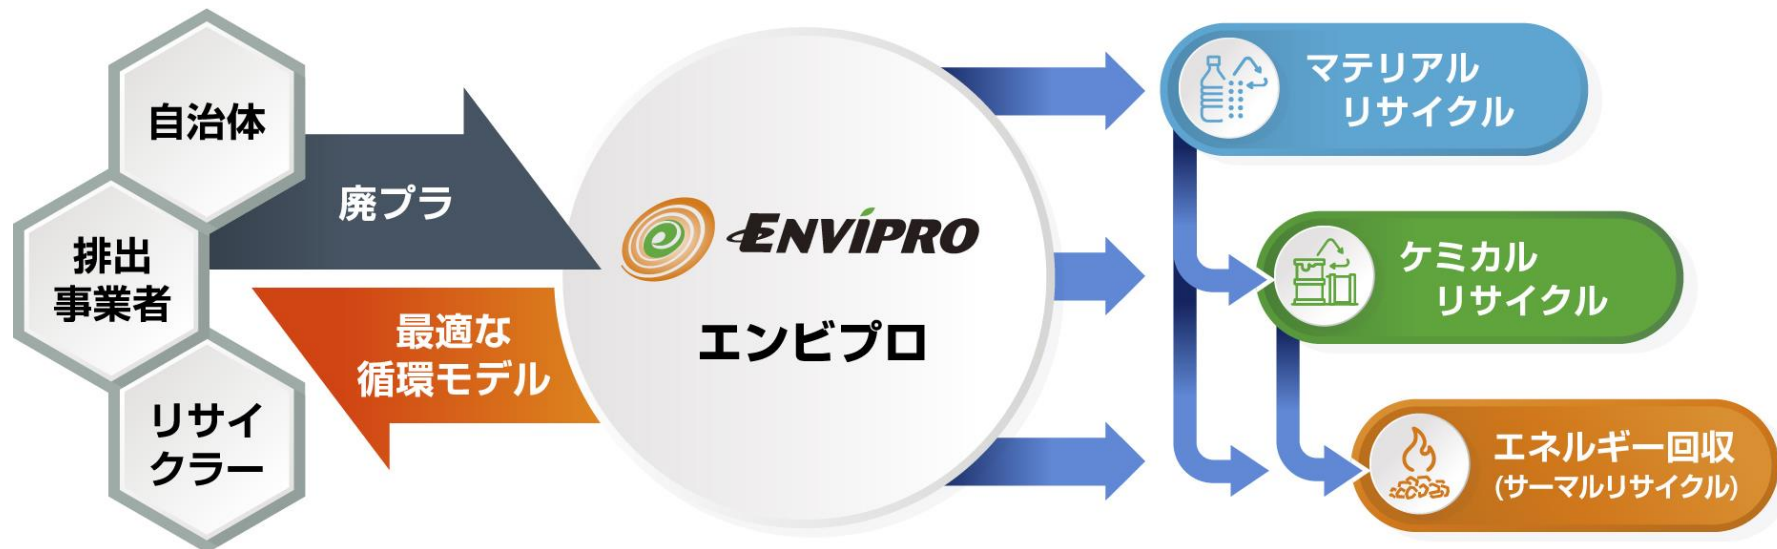 自治体
排出
事業者
リサイ
クラー
廃プラ
最適な
循環モデル
ENVIPRO
エンビプロ
マテリアル
リサイクル
ケミカル
リサイクル
エネルギー回収
(サーマルリサイクル)